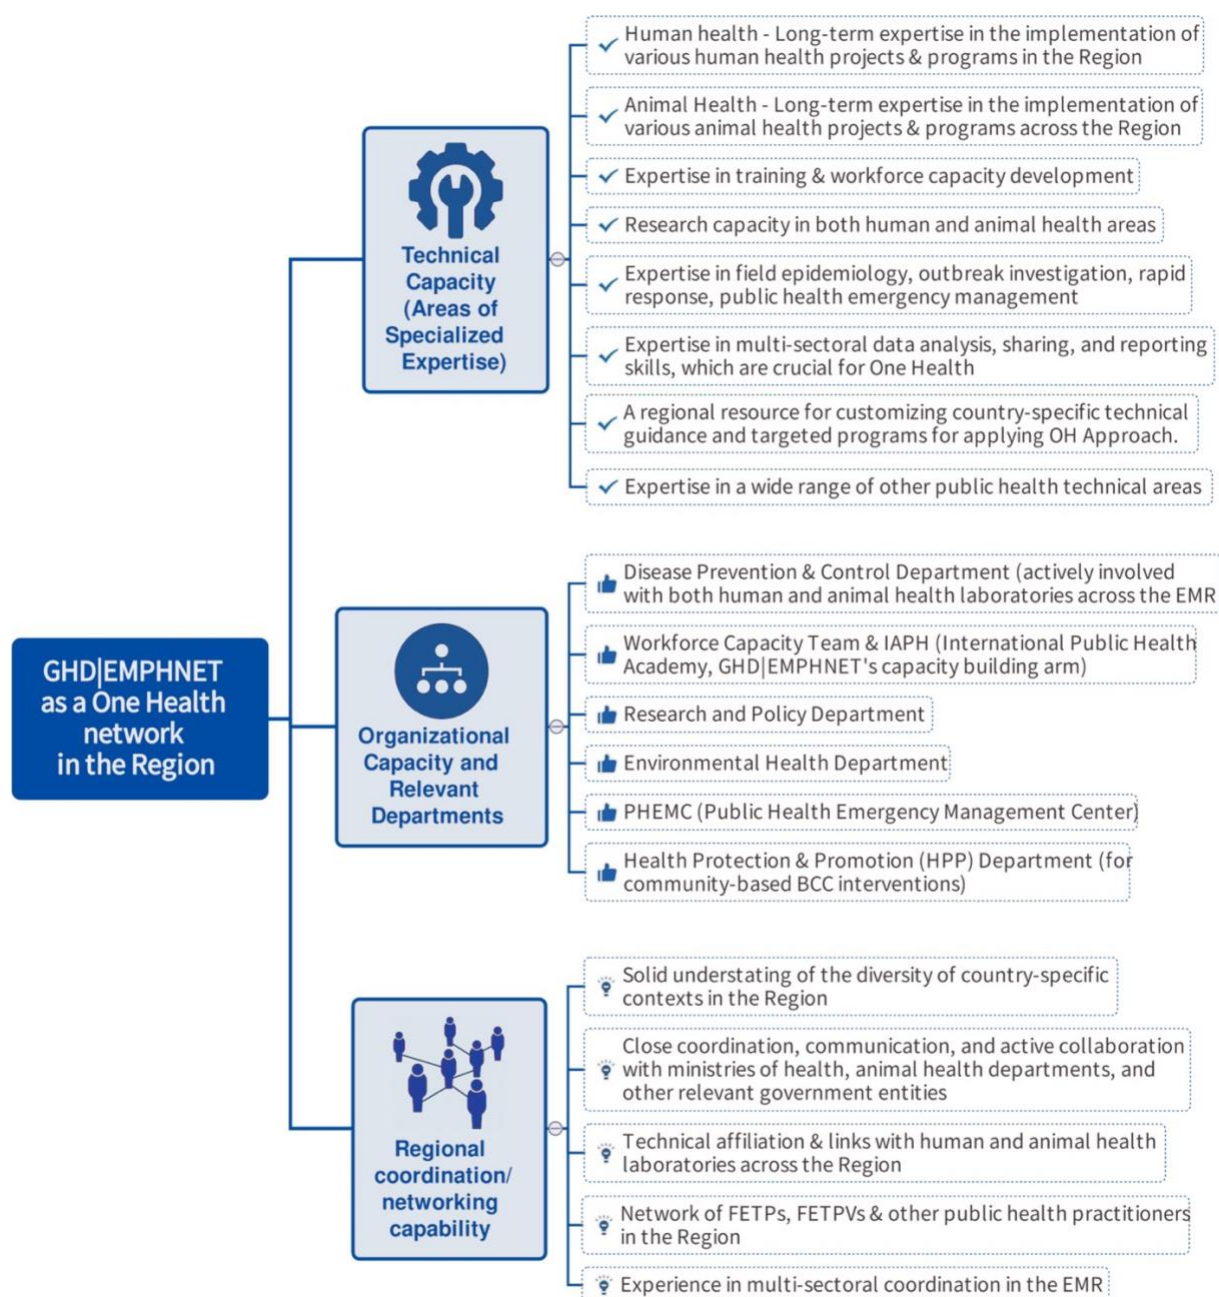 GHD|EMPHNET
as a One Health
network
in the Region
Technical
Capacity
(Areas of
Specialized
Expertise)
Human health - Long-term expertise in the implementation of
various human health projects & programs in the Region
Animal Health - Long-term expertise in the implementation of
various animal health projects & programs across the Region
Expertise in training & workforce capacity development
Research capacity in both human and animal health areas
Expertise in field epidemiology, outbreak investigation, rapid
response, public health emergency management
Expertise in multi-sectoral data analysis, sharing, and reporting
skills, which are crucial for One Health
A regional resource for customizing country-specific technical
guidance and targeted programs for applying OH Approach.
Expertise in a wide range of other public health technical areas
Organizational
Capacity and
Relevant
Departments
Disease Prevention & Control Department (actively involved
with both human and animal health laboratories across the EMR
Workforce Capacity Team & IAPH (International Public Health
Academy, GHD|EMPHNET's capacity building arm)
Research and Policy Department
Environmental Health Department
PHEMC (Public Health Emergency Management Center)
Health Protection & Promotion (HPP) Department (for
community-based BCC interventions)
Regional
coordination/
networking
capability
Solid understating of the diversity of country-specific
contexts in the Region
Close coordination, communication, and active collaboration
with ministries of health, animal health departments, and
other relevant government entities
Technical affiliation & links with human and animal health
laboratories across the Region
Network of FETPs, FETPVs & other public health practitioners
in the Region
Experience in multi-sectoral coordination in the EMR